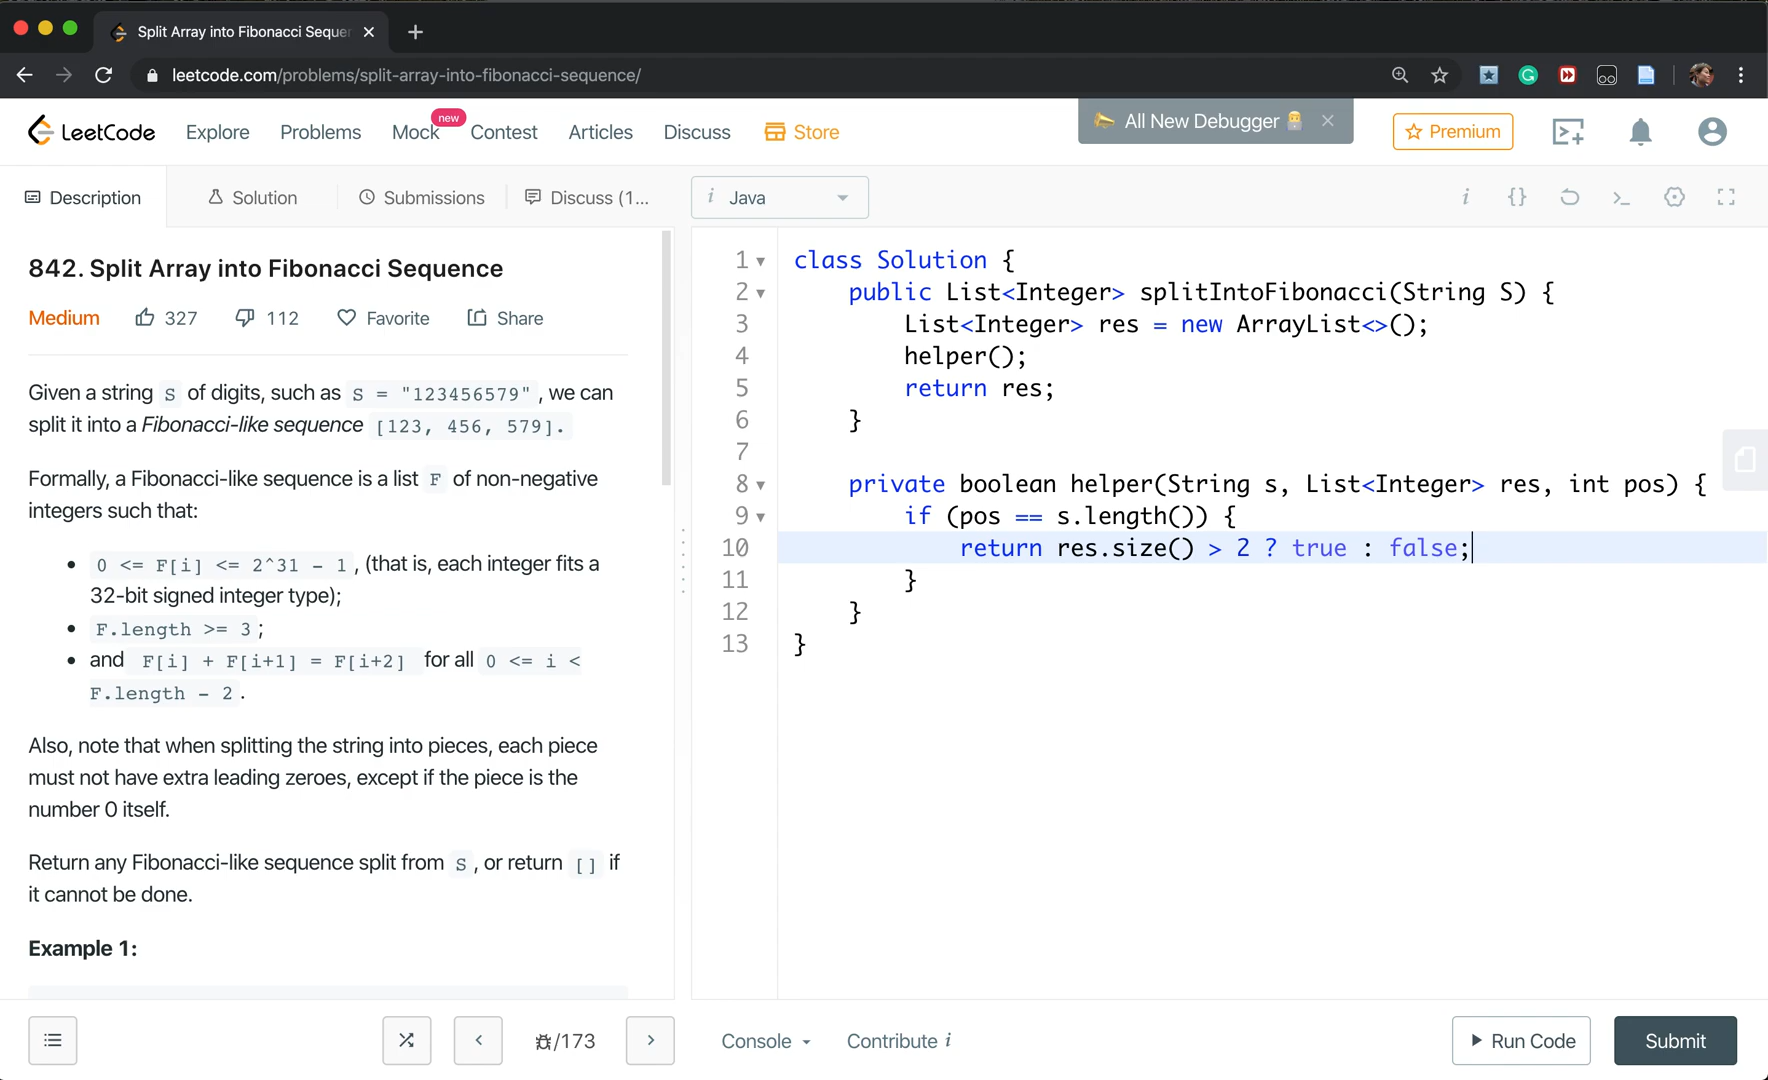 Split Array into Fibonacci Sequer
leetcode.com/problems/split-array-into-fibonacci-sequence/
LeetCode Explore Problems Mock new Contest Articles Discuss Store All New Debugger Premium
Description Solution Submissions Discuss (1... i Java
842. Split Array into Fibonacci Sequence
Medium 327 112 Favorite Share
Given a string S of digits, such as S = "123456579", we can
split it into a Fibonacci-like sequence [123, 456, 579].
Formally, a Fibonacci-like sequence is a list F of non-negative
integers such that:
• 0 <= F[i] <= 2^31 - 1, (that is, each integer fits a
32-bit signed integer type);
• F.length >= 3;
• and F[i] + F[i+1] = F[i+2] for all 0 <= i <
F.length - 2.
Also, note that when splitting the string into pieces, each piece
must not have extra leading zeroes, except if the piece is the
number 0 itself.
Return any Fibonacci-like sequence split from S, or return [] if
it cannot be done.
Example 1:
1 class Solution {
2 public List<Integer> splitIntoFibonacci(String S) {
3 List<Integer> res = new ArrayList<>();
4 helper();
5 return res;
6 }
7
8 private boolean helper(String s, List<Integer> res, int pos) {
9 if (pos == s.length()) {
10 return res.size() > 2 ? true : false;
11 }
12 }
13 }
/173
Console Contribute i
Run Code Submit